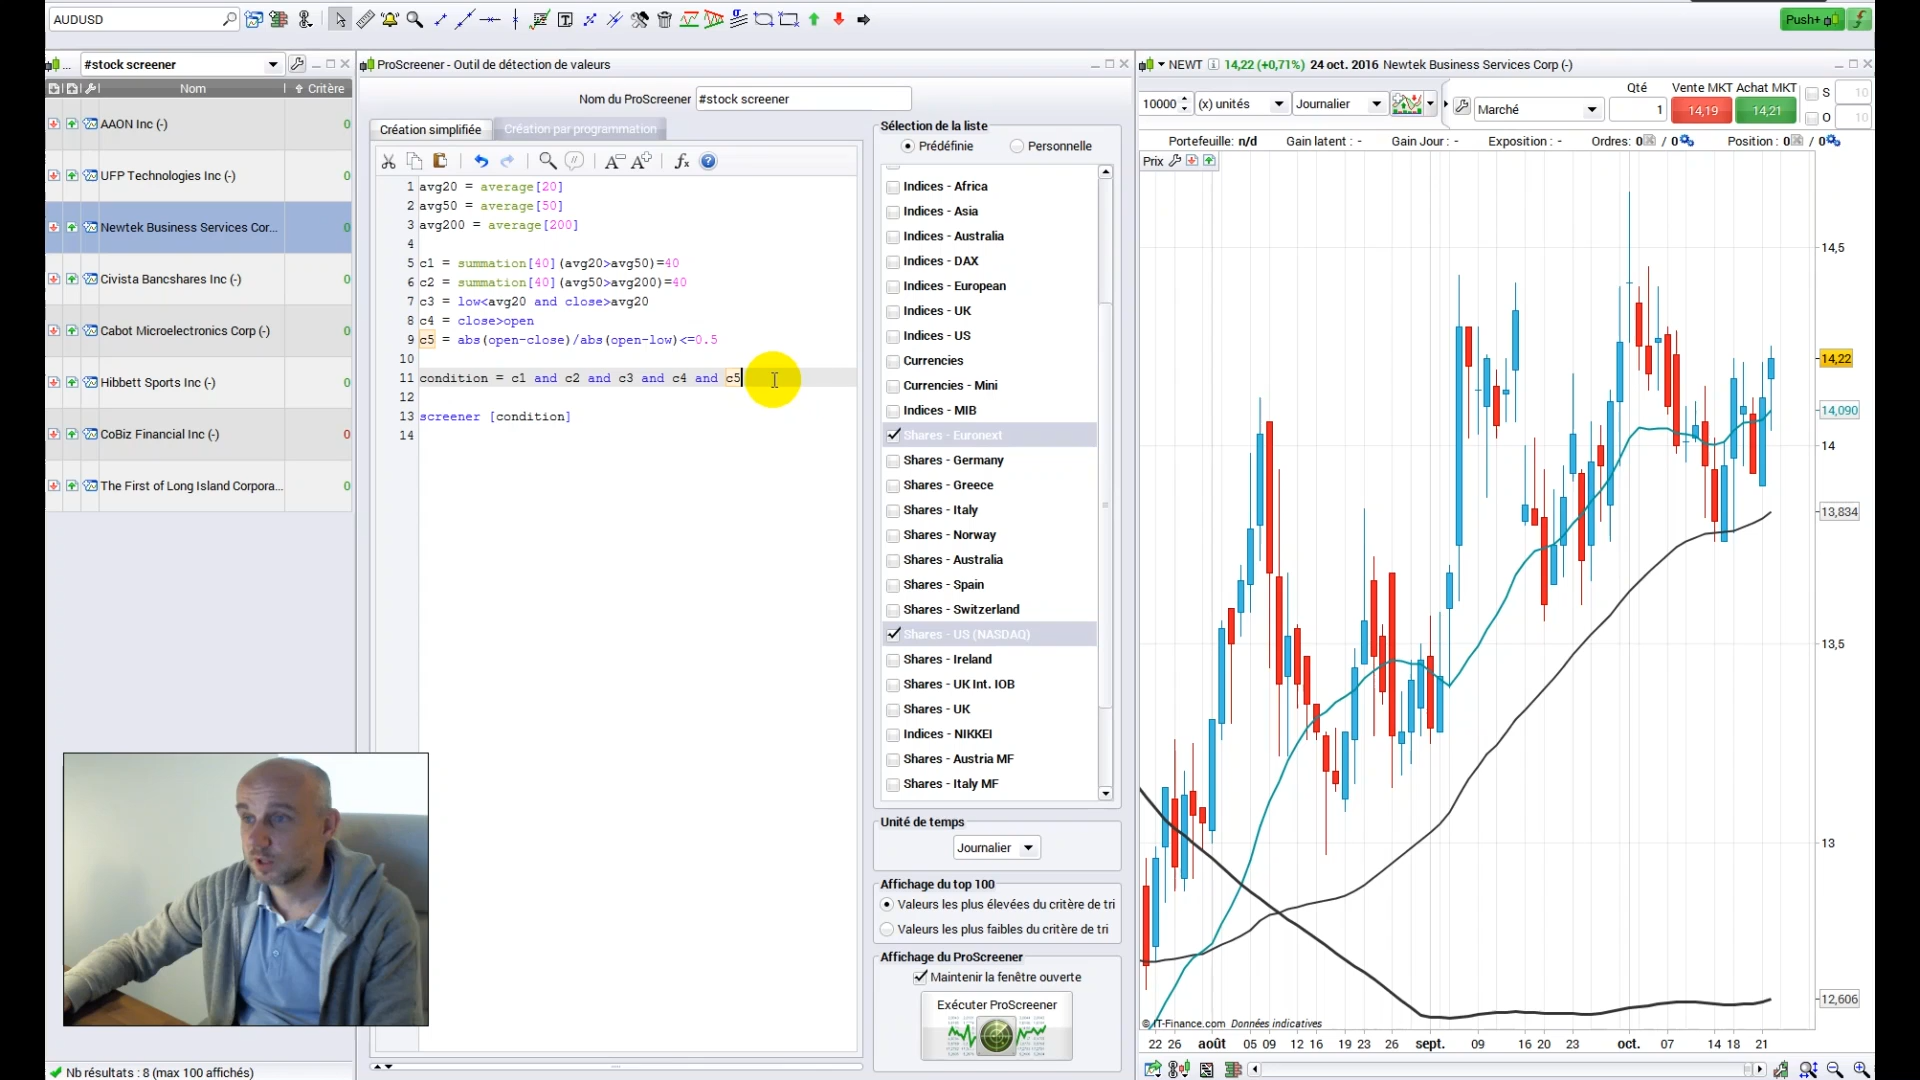 AUDUSD
Push+
#stock screener
Nom
Critère
AAON Inc (-)
0
UFP Technologies Inc (-)
0
Newtek Business Services Cor...
0
Civista Bancshares Inc (-)
0
Cabot Microelectronics Corp (-)
0
Hibbett Sports Inc (-)
0
CoBiz Financial Inc (-)
0
The First of Long Island Corpora...
0
Nb résultats : 8 (max 100 affichés)
ProScreener - Outil de détection de valeurs
Nom du ProScreener #stock screener
Création simplifiée
Création par programmation
1 avg20 = average[20]
2 avg50 = average[50]
3 avg200 = average[200]
4
5 c1 = summation[40](avg20>avg50)=40
6 c2 = summation[40](avg50>avg200)=40
7 c3 = low<avg20 and close>avg20
8 c4 = close>open
9 c5 = abs(open-close)/abs(open-low)<=0.5
10
11 condition = c1 and c2 and c3 and c4 and c5
12
13 screener [condition]
14
Sélection de la liste
Prédéfinie
Personnelle
Indices - Africa
Indices - Asia
Indices - Australia
Indices - DAX
Indices - European
Indices - UK
Indices - US
Currencies
Currencies - Mini
Indices - MIB
Shares - Euronext
Shares - Germany
Shares - Greece
Shares - Italy
Shares - Norway
Shares - Australia
Shares - Spain
Shares - Switzerland
Shares - US (NASDAQ)
Shares - Ireland
Shares - UK Int. IOB
Shares - UK
Indices - NIKKEI
Shares - Austria MF
Shares - Italy MF
Unité de temps
Journalier
Affichage du top 100
Valeurs les plus élevées du critère de tri
Valeurs les plus faibles du critère de tri
Affichage du ProScreener
Maintenir la fenêtre ouverte
Exécuter ProScreener
NEWT 14,22 (+0,71%) 24 oct. 2016 Newtek Business Services Corp (-)
10000 (x) unités
Journalier
Marché
Qté
1
Vente MKT
14,19
Achat MKT
14,21
S 10
O 10
Portefeuille: n/d
Gain latent : -
Gain Jour : -
Exposition : -
Ordres: 0 / 0
Position : 0 / 0
Prix
14,5
14,22
14,090
14
13,834
13,5
13
12,606
© IT-Finance.com Données indicatives
22 26 août 05 09 12 16 19 23 26 sept. 09 16 20 23 oct. 07 14 18 21